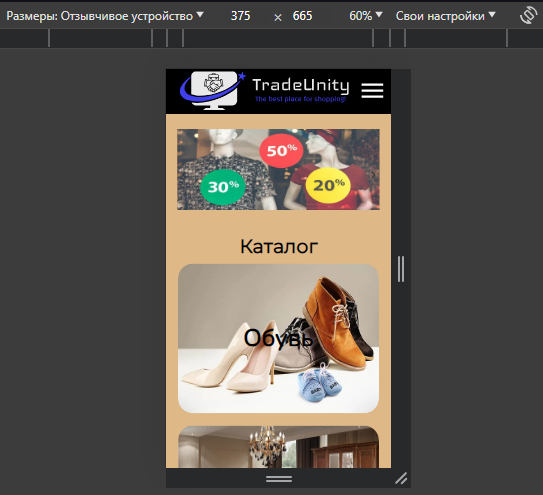 Размеры: Отзывчивое устройство 375 × 665 60% Свои настройки
TradeUnity
The best place for shopping!
50%
30%
20%
Каталог
Обувь